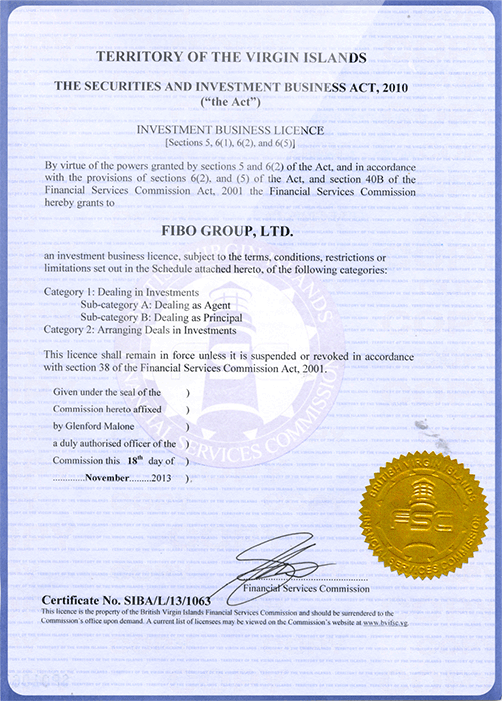 TERRITORY OF THE VIRGIN ISLANDS
THE SECURITIES AND INVESTMENT BUSINESS ACT, 2010
("the Act")
INVESTMENT BUSINESS LICENCE
[Sections 5, 6(1), 6(2), and 6(5)]
By virtue of the powers granted by sections 5 and 6(2) of the Act, and in accordance
with the provisions of sections 6(2), and (5) of the Act, and section 40B of the
Financial Services Commission Act, 2001 the Financial Services Commission
hereby grants to
FIBO GROUP, LTD.
an investment business licence, subject to the terms, conditions, restrictions or
limitations set out in the Schedule attached hereto, of the following categories:
Category 1: Dealing in Investments
Sub-category A: Dealing as Agent
Sub-category B: Dealing as Principal
Category 2: Arranging Deals in Investments
This licence shall remain in force unless it is suspended or revoked in accordance
with section 38 of the Financial Services Commission Act, 2001.
Given under the seal of the )
Commission hereto affixed )
by Glenford Malone )
a duly authorised officer of the )
Commission this 18th day of )
.............November.........2013 ).
BRITISH VIRGIN ISLANDS
FSC
FINANCIAL SERVICES COMMISSION
Financial Services Commission
Certificate No. SIBA/L/13/1063
This licence is the property of the British Virgin Islands Financial Services Commission and should be surrendered to the
Commission's office upon demand. A current list of licensees may be viewed on the Commission's website at www.bvifsc.vg.